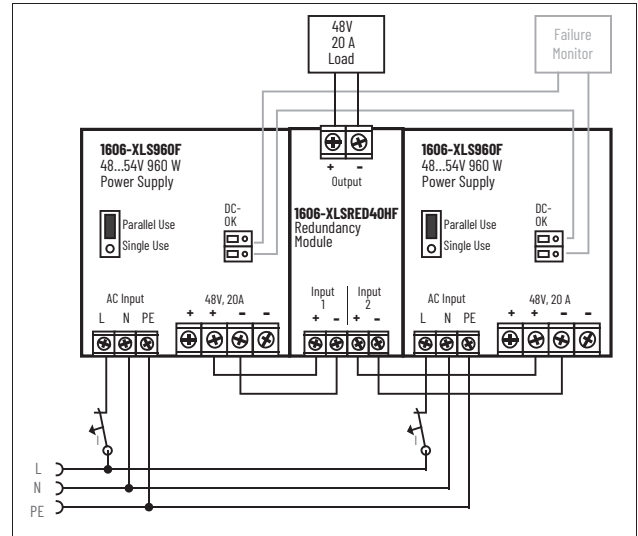 48V
20 A
Load
Failure
Monitor
1606-XLS960F
48...54V 960 W
Power Supply
Parallel Use
Single Use
DC-
OK
AC Input
L N PE
48V, 20A
+ + - -
+ -
Output
1606-XLSRED40HF
Redundancy
Module
Input
1
Input
2
+ - + -
1606-XLS960F
48...54V 960 W
Power Supply
Parallel Use
Single Use
DC-
OK
AC Input
L N PE
48V, 20 A
+ + - -
I
I
L
N
PE